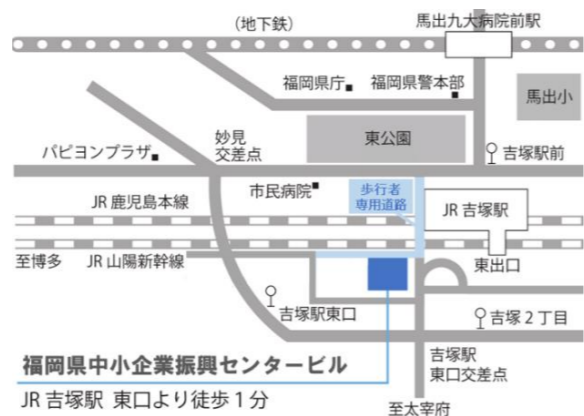 (地下鉄)
馬出九大病院前駅
福岡県庁
福岡県警本部
馬出小
パピヨンプラザ
妙見
交差点
東公園
吉塚駅前
市民病院
歩行者
専用道路
JR 鹿児島本線
JR 吉塚駅
至博多
JR 山陽新幹線
東出口
吉塚駅東口
吉塚2丁目
福岡県中小企業振興センタービル
JR 吉塚駅 東口より徒歩1分
吉塚駅
東口交差点
至太宰府